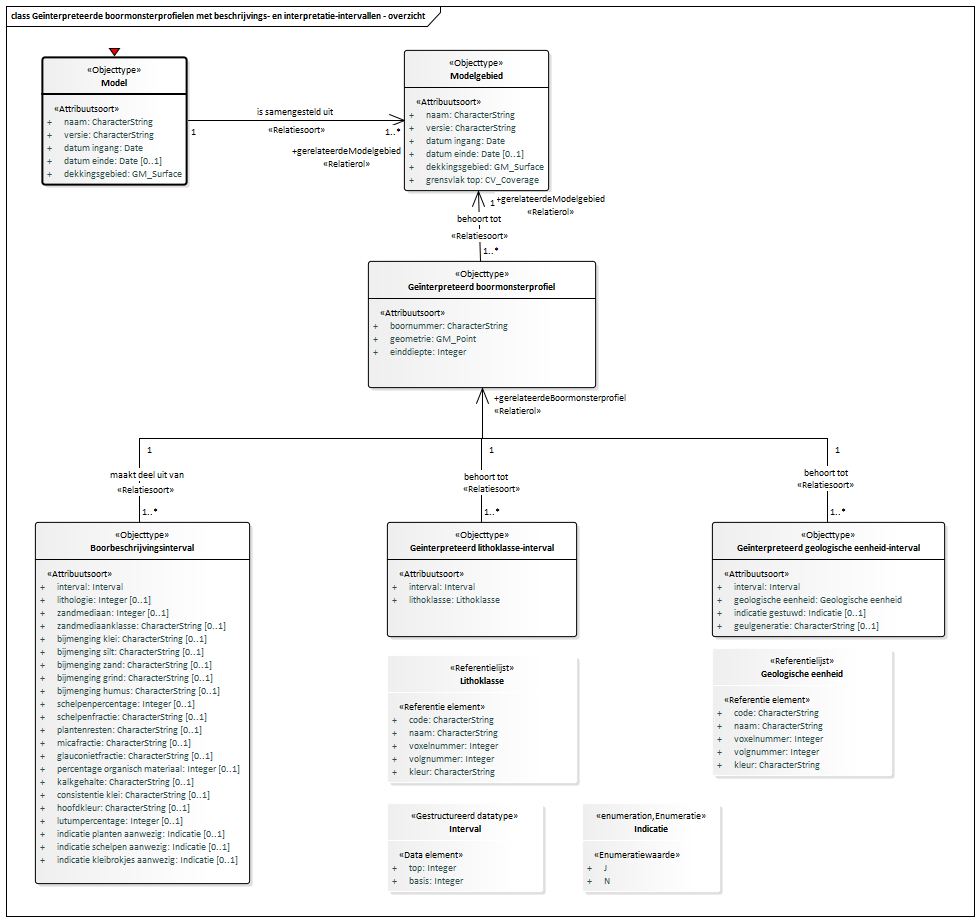 class Geïnterpreteerde boormonsterprofielen met beschrijvings- en interpretatie-intervallen - overzicht
«Objecttype»
Model
«Attribuutsoort»
+ naam: CharacterString
+ versie: CharacterString
+ datum ingang: Date
+ datum einde: Date [0..1]
+ dekkingsgebied: GM_Surface
is samengesteld uit
1
«Relatiesoort»
1..*
+gerelateerdeModelgebied
«Relatierol»
«Objecttype»
Modelgebied
«Attribuutsoort»
+ naam: CharacterString
+ versie: CharacterString
+ datum ingang: Date
+ datum einde: Date [0..1]
+ dekkingsgebied: GM_Surface
+ grensvlak top: CV_Coverage
1 +gerelateerdeModelgebied
«Relatierol»
behoort tot
«Relatiesoort»
1..*
«Objecttype»
Geïnterpreteerd boormonsterprofiel
«Attribuutsoort»
+ boornummer: CharacterString
+ geometrie: GM_Point
+ einddiepte: Integer
+gerelateerdeBoormonsterprofiel
«Relatierol»
1
maakt deel uit van
«Relatiesoort»
1..*
1
behoort tot
«Relatiesoort»
1..*
1
behoort tot
«Relatiesoort»
1..*
«Objecttype»
Boorbeschrijvingsinterval
«Attribuutsoort»
+ interval: Interval
+ lithologie: Integer [0..1]
+ zandmediaan: Integer [0..1]
+ zandmediaanklasse: CharacterString [0..1]
+ bijmenging klei: CharacterString [0..1]
+ bijmenging silt: CharacterString [0..1]
+ bijmenging zand: CharacterString [0..1]
+ bijmenging grind: CharacterString [0..1]
+ bijmenging humus: CharacterString [0..1]
+ schelpenpercentage: Integer [0..1]
+ schelpenfractie: CharacterString [0..1]
+ plantenresten: CharacterString [0..1]
+ micafractie: CharacterString [0..1]
+ glauconietfractie: CharacterString [0..1]
+ percentage organisch materiaal: Integer [0..1]
+ kalkgehalte: CharacterString [0..1]
+ consistentie klei: CharacterString [0..1]
+ hoofdkleur: CharacterString [0..1]
+ lutumpercentage: Integer [0..1]
+ indicatie planten aanwezig: Indicatie [0..1]
+ indicatie schelpen aanwezig: Indicatie [0..1]
+ indicatie kleibrokjes aanwezig: Indicatie [0..1]
«Objecttype»
Geïnterpreteerd lithoklasse-interval
«Attribuutsoort»
+ interval: Interval
+ lithoklasse: Lithoklasse
«Objecttype»
Geïnterpreteerd geologische eenheid-interval
«Attribuutsoort»
+ interval: Interval
+ geologische eenheid: Geologische eenheid
+ indicatie gestuwd: Indicatie [0..1]
+ geulgeneratie: CharacterString [0..1]
«Referentielijst»
Lithoklasse
«Referentie element»
+ code: CharacterString
+ naam: CharacterString
+ voxelnummer: Integer
+ volgnummer: Integer
+ kleur: CharacterString
«Referentielijst»
Geologische eenheid
«Referentie element»
+ code: CharacterString
+ naam: CharacterString
+ voxelnummer: Integer
+ volgnummer: Integer
+ kleur: CharacterString
«Gestructureerd datatype»
Interval
«Data element»
+ top: Integer
+ basis: Integer
«enumeration,Enumeratie»
Indicatie
«Enumeratiewaarde»
+ J
+ N